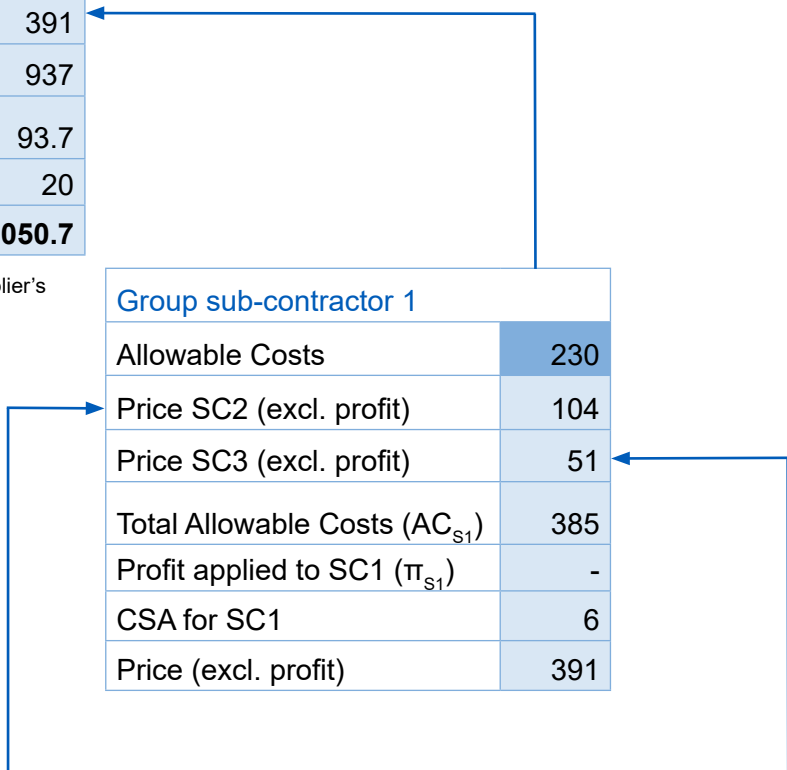 391
937
93.7
20
050.7
lier's
Group sub-contractor 1
Allowable Costs 230
Price SC2 (excl. profit) 104
Price SC3 (excl. profit) 51
Total Allowable Costs (AC_S1) 385
Profit applied to SC1 (π_S1) -
CSA for SC1 6
Price (excl. profit) 391